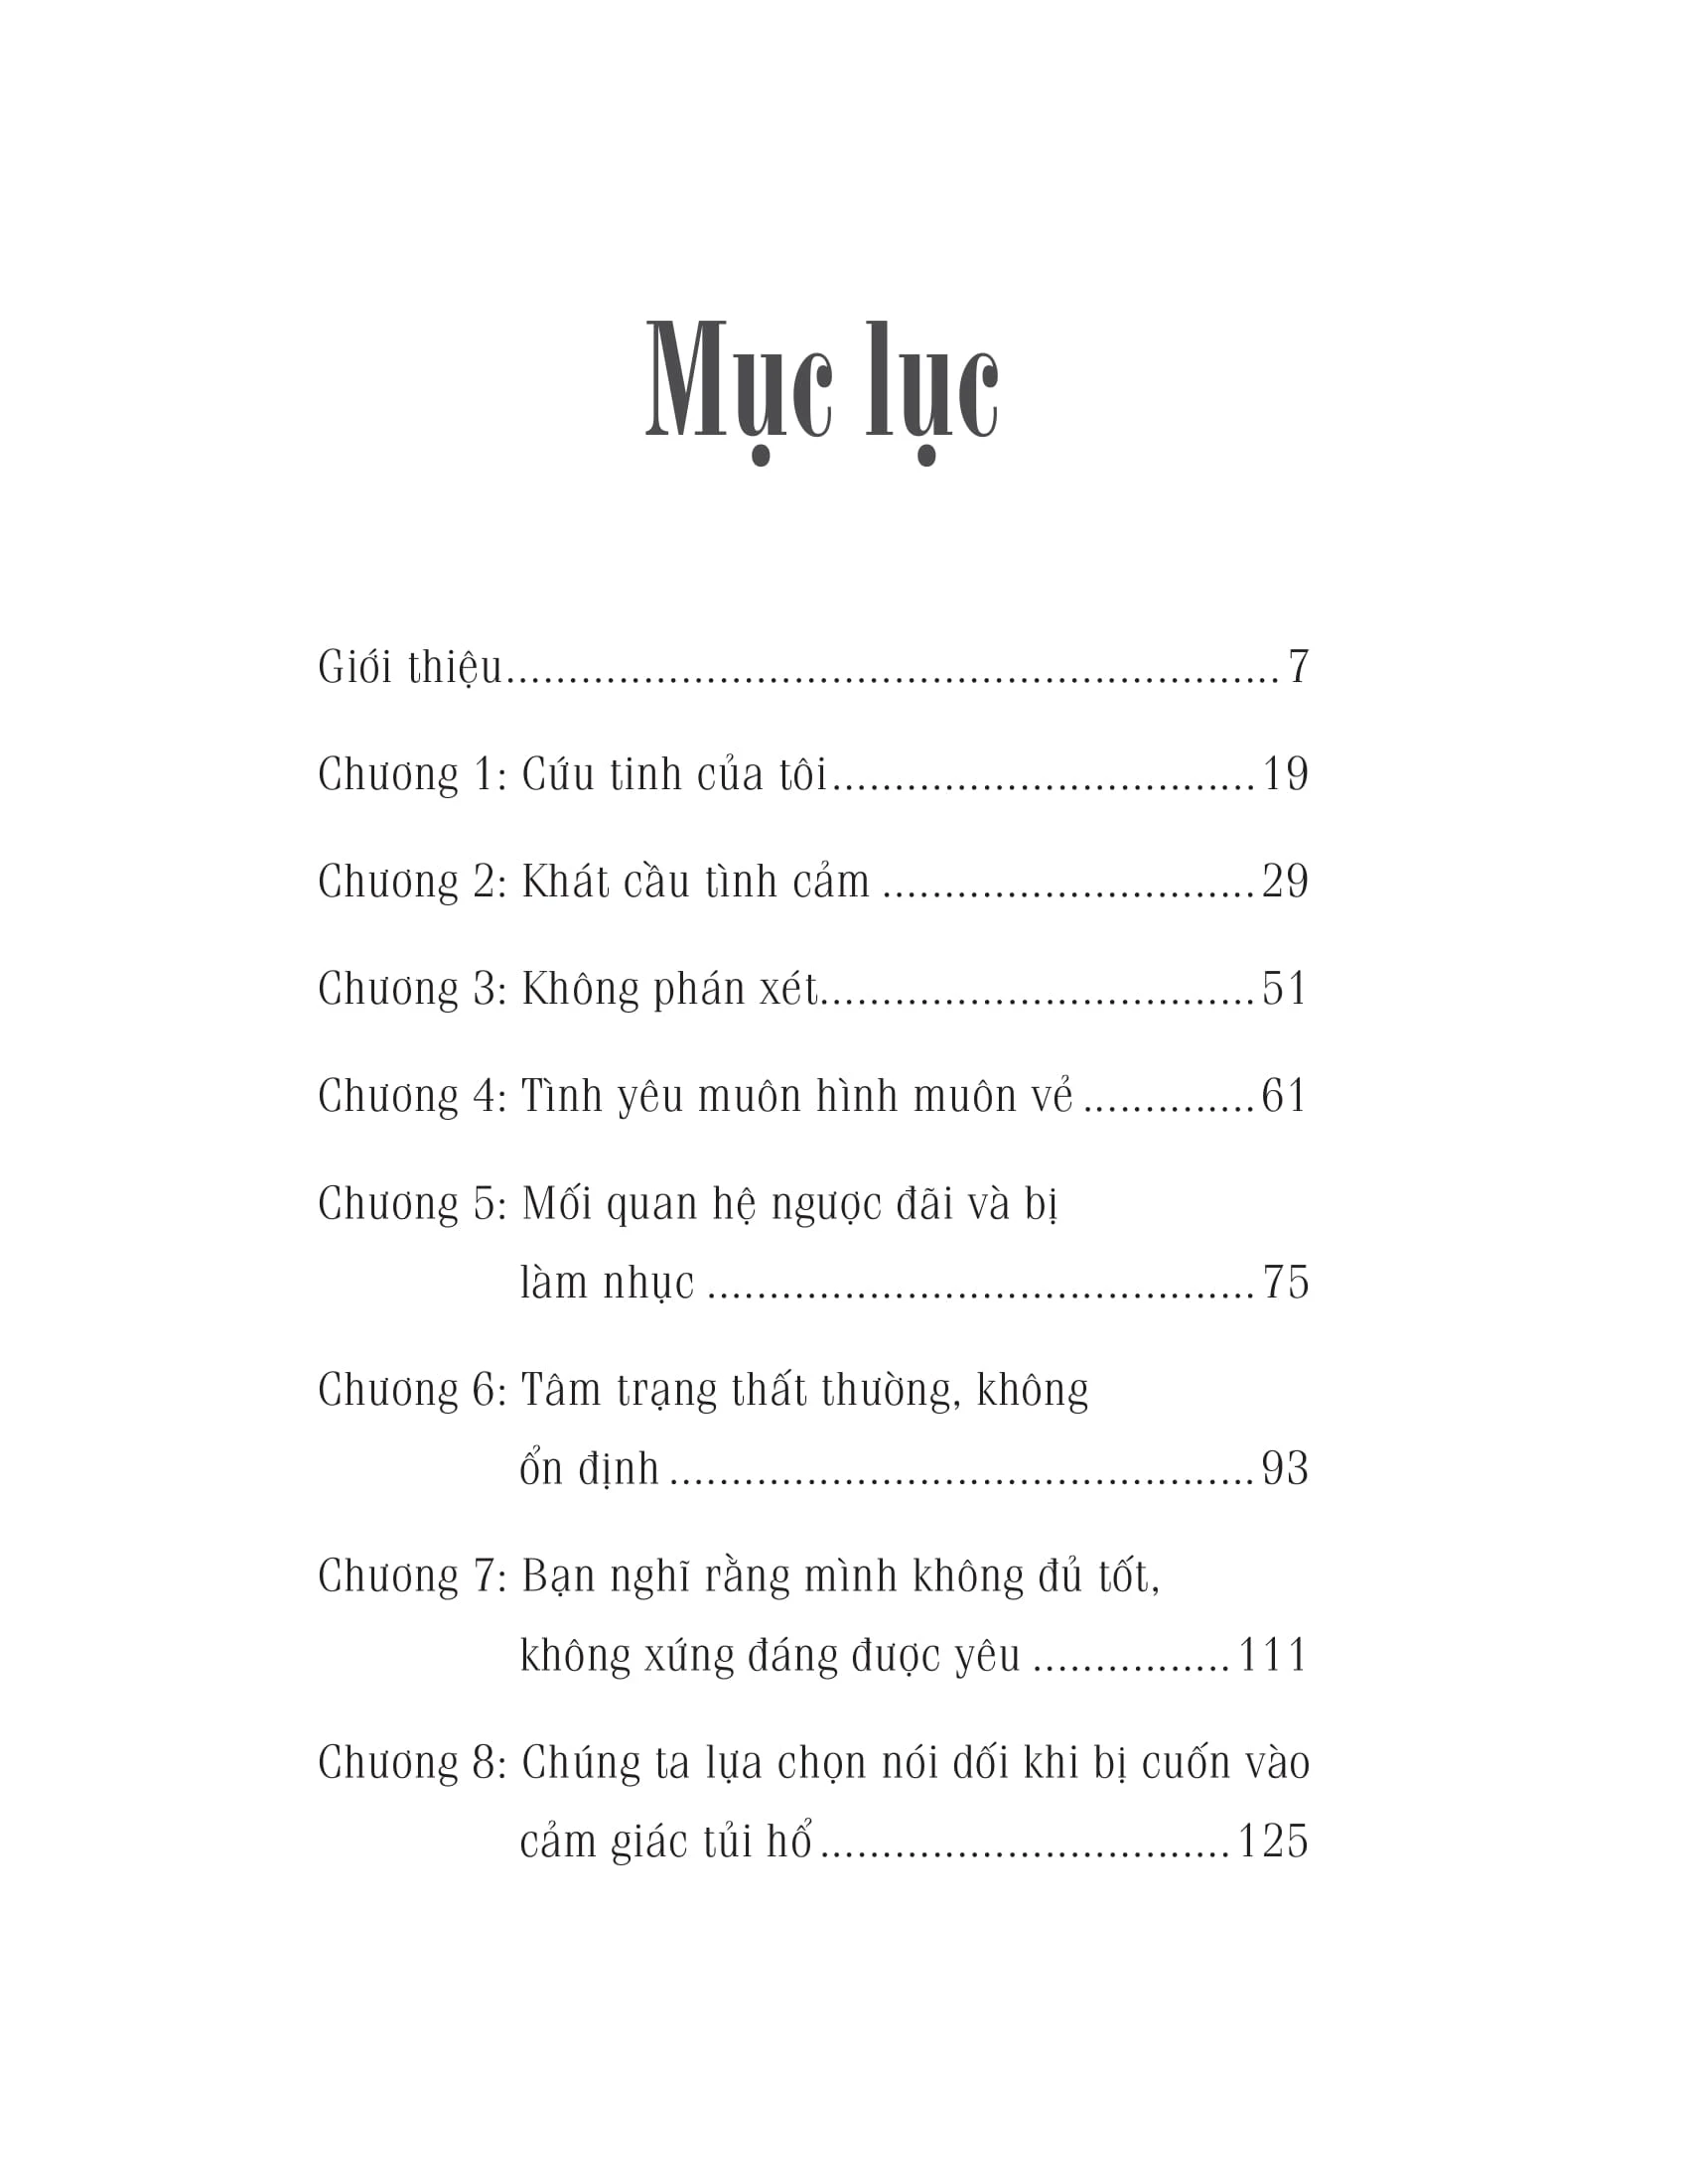 Mục lục
Giới thiệu.............................................................. 7
Chương 1: Cứu tinh của tôi.................................. 19
Chương 2: Khát cầu tình cảm .............................. 29
Chương 3: Không phán xét................................... 51
Chương 4: Tình yêu muôn hình muôn vẻ .............. 61
Chương 5: Mối quan hệ ngược đãi và bị
làm nhục ............................................ 75
Chương 6: Tâm trạng thất thường, không
ổn định ............................................... 93
Chương 7: Bạn nghĩ rằng mình không đủ tốt,
không xứng đáng được yêu ................ 111
Chương 8: Chúng ta lựa chọn nói dối khi bị cuốn vào
cảm giác tủi hổ ................................. 125